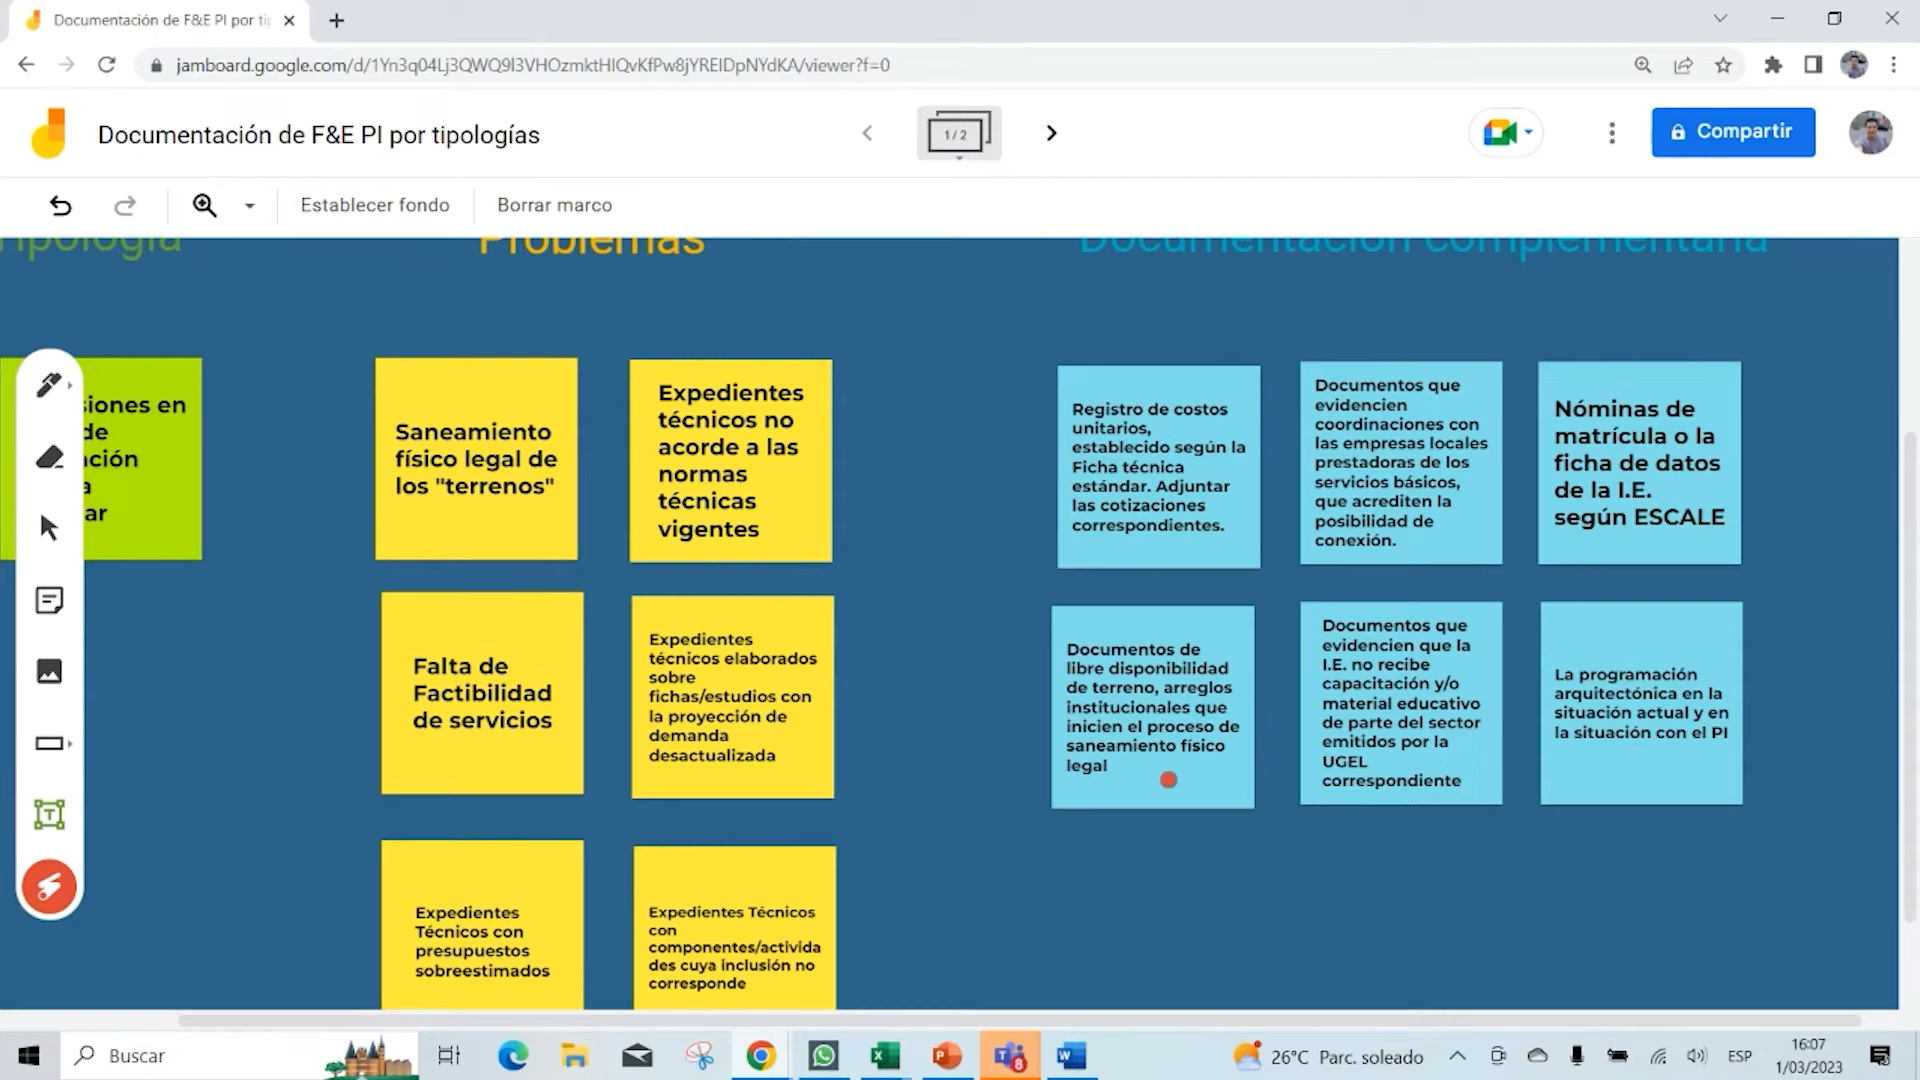 Documentación de F&E PI por ti
jamboard.google.com/d/1Yn3q04Lj3QWQ9l3VHOzmktHIQvKfPw8jYREIDpNYdKA/viewer?f=0
Documentación de F&E PI por tipologías
1/2
Compartir
Establecer fondo
Borrar marco
Tipología
Problemas
Documentación complementaria
siones en
de
ación
a
ar
Saneamiento
físico legal de
los "terrenos"
Expedientes
técnicos no
acorde a las
normas
técnicas
vigentes
Falta de
Factibilidad
de servicios
Expedientes
técnicos elaborados
sobre
fichas/estudios con
la proyección de
demanda
desactualizada
Expedientes
Técnicos con
presupuestos
sobreestimados
Expedientes Técnicos
con
componentes/activida
des cuya inclusión no
corresponde
Registro de costos
unitarios,
establecido según la
Ficha técnica
estándar. Adjuntar
las cotizaciones
correspondientes.
Documentos que
evidencien
coordinaciones con
las empresas locales
prestadoras de los
servicios básicos,
que acrediten la
posibilidad de
conexión.
Nóminas de
matrícula o la
ficha de datos
de la I.E.
según ESCALE
Documentos de
libre disponibilidad
de terreno, arreglos
institucionales que
inicien el proceso de
saneamiento físico
legal
Documentos que
evidencien que la
I.E. no recibe
capacitación y/o
material educativo
de parte del sector
emitidos por la
UGEL
correspondiente
La programación
arquitectónica en la
situación actual y en
la situación con el PI
Buscar
8
26°C Parc. soleado
ESP
16:07
1/03/2023